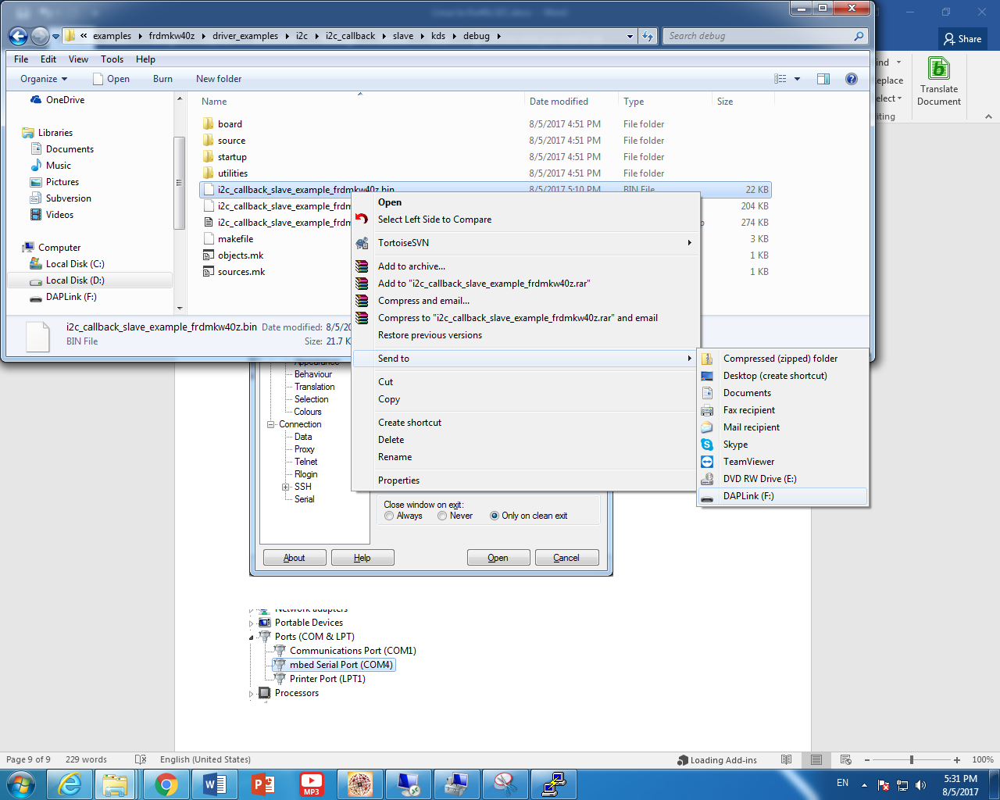 « examples ▸ frdmkw40z ▸ driver_examples ▸ i2c ▸ i2c_callback ▸ slave ▸ kds ▸ debug ▸
Search debug
Share
File Edit View Tools Help
Organize Open Burn New folder
ind
eplace
elect
iting
Translate
Document
OneDrive
Libraries
Documents
Music
Pictures
Subversion
Videos
Computer
Local Disk (C:)
Local Disk (D:)
DAPLink (F:)
Name Date modified Type Size
board 8/5/2017 4:51 PM File folder
source 8/5/2017 4:51 PM File folder
startup 8/5/2017 4:51 PM File folder
utilities 8/5/2017 4:51 PM File folder
i2c_callback_slave_example_frdmkw40z.bin 8/5/2017 5:10 PM BIN File 22 KB
i2c_callback_slave_example_frdm 204 KB
i2c_callback_slave_example_frdmk 274 KB
makefile 3 KB
objects.mk 1 KB
sources.mk 1 KB
i2c_callback_slave_example_frdmkw40z.bin Date modified: 8/5/20
BIN File Size: 21.7 K
Open
Select Left Side to Compare
TortoiseSVN
Add to archive...
Add to "i2c_callback_slave_example_frdmkw40z.rar"
Compress and email...
Compress to "i2c_callback_slave_example_frdmkw40z.rar" and email
Restore previous versions
Send to
Cut
Copy
Create shortcut
Delete
Rename
Properties
Compressed (zipped) folder
Desktop (create shortcut)
Documents
Fax recipient
Mail recipient
Skype
TeamViewer
DVD RW Drive (E:)
DAPLink (F:)
Appearance
Behaviour
Translation
Selection
Colours
Connection
Data
Proxy
Telnet
Rlogin
SSH
Serial
Close window on exit:
Always Never Only on clean exit
About Help Open Cancel
Network adapters
Portable Devices
Ports (COM & LPT)
Communications Port (COM1)
mbed Serial Port (COM4)
Printer Port (LPT1)
Processors
Page 9 of 9 229 words English (United States) Loading Add-ins 100%
MP3
EN
5:31 PM
8/5/2017